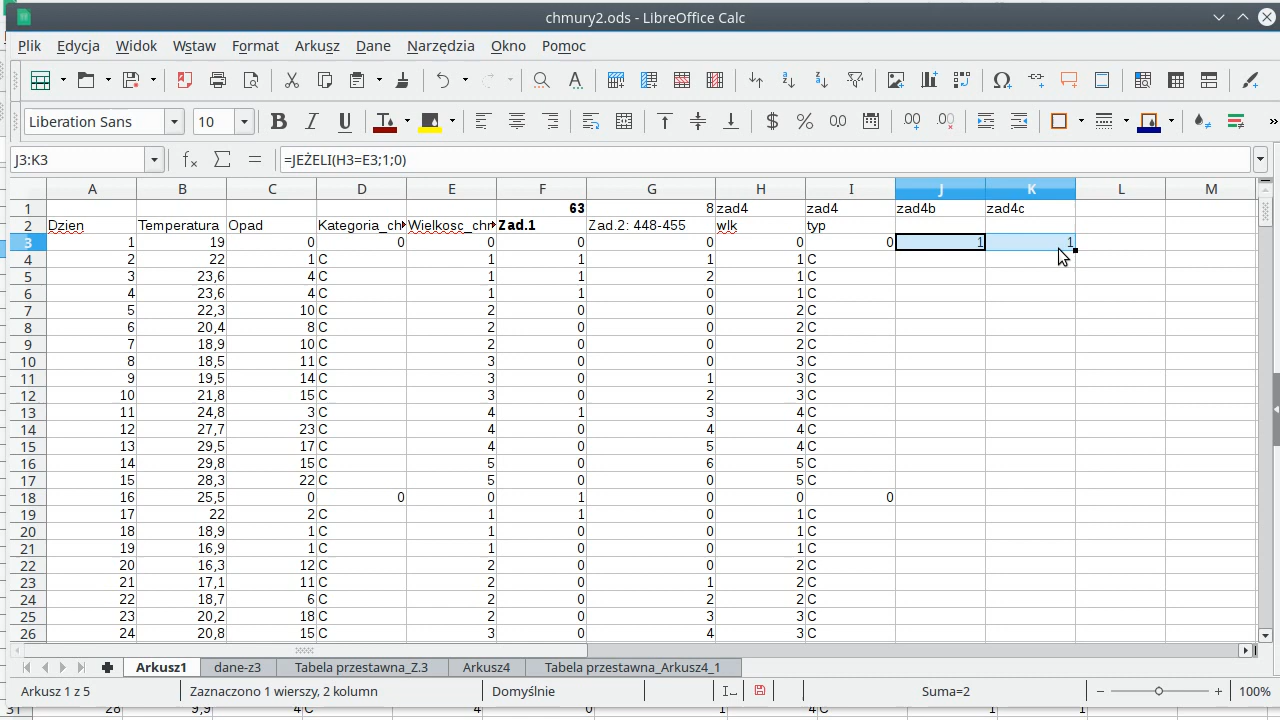 chmury2.ods - LibreOffice Calc
Plik Edycja Widok Wstaw Format Arkusz Dane Narzędzia Okno Pomoc
Liberation Sans 10
J3:K3 =JEŻELI(H3=E3;1;0)
A B C D E F G H I J K L M
1 63 8 zad4 zad4 zad4b zad4c
2 Dzien Temperatura Opad Kategoria_ch Wielkosc_chm Zad.1 Zad.2: 448-455 wlk typ
3 1 19 0 0 0 0 0 0 0 1 1
4 2 22 1 C 1 1 1 1 C
5 3 23,6 4 C 1 1 2 1 C
6 4 23,6 4 C 1 1 0 1 C
7 5 22,3 10 C 2 0 0 2 C
8 6 20,4 8 C 2 0 0 2 C
9 7 18,9 10 C 2 0 0 2 C
10 8 18,5 11 C 3 0 0 3 C
11 9 19,5 14 C 3 0 1 3 C
12 10 21,8 15 C 3 0 2 3 C
13 11 24,8 3 C 4 1 3 4 C
14 12 27,7 23 C 4 0 4 4 C
15 13 29,5 17 C 4 0 5 4 C
16 14 29,8 15 C 5 0 6 5 C
17 15 28,3 22 C 5 0 0 5 C
18 16 25,5 0 0 0 1 0 0 0
19 17 22 2 C 1 1 0 1 C
20 18 18,9 1 C 1 0 0 1 C
21 19 16,9 1 C 1 0 0 1 C
22 20 16,3 12 C 2 0 0 2 C
23 21 17,1 11 C 2 0 1 2 C
24 22 18,7 6 C 2 0 2 2 C
25 23 20,2 18 C 2 0 3 3 C
26 24 20,8 15 C 3 0 4 3 C
Arkusz1 dane-z3 Tabela przestawna_Z.3 Arkusz4 Tabela przestawna_Arkusz4_1
Arkusz 1 z 5 Zaznaczono 1 wierszy, 2 kolumn Domyślnie Suma=2 100%
31 28 9,9 4 C 4 0 1 4 C 1 1